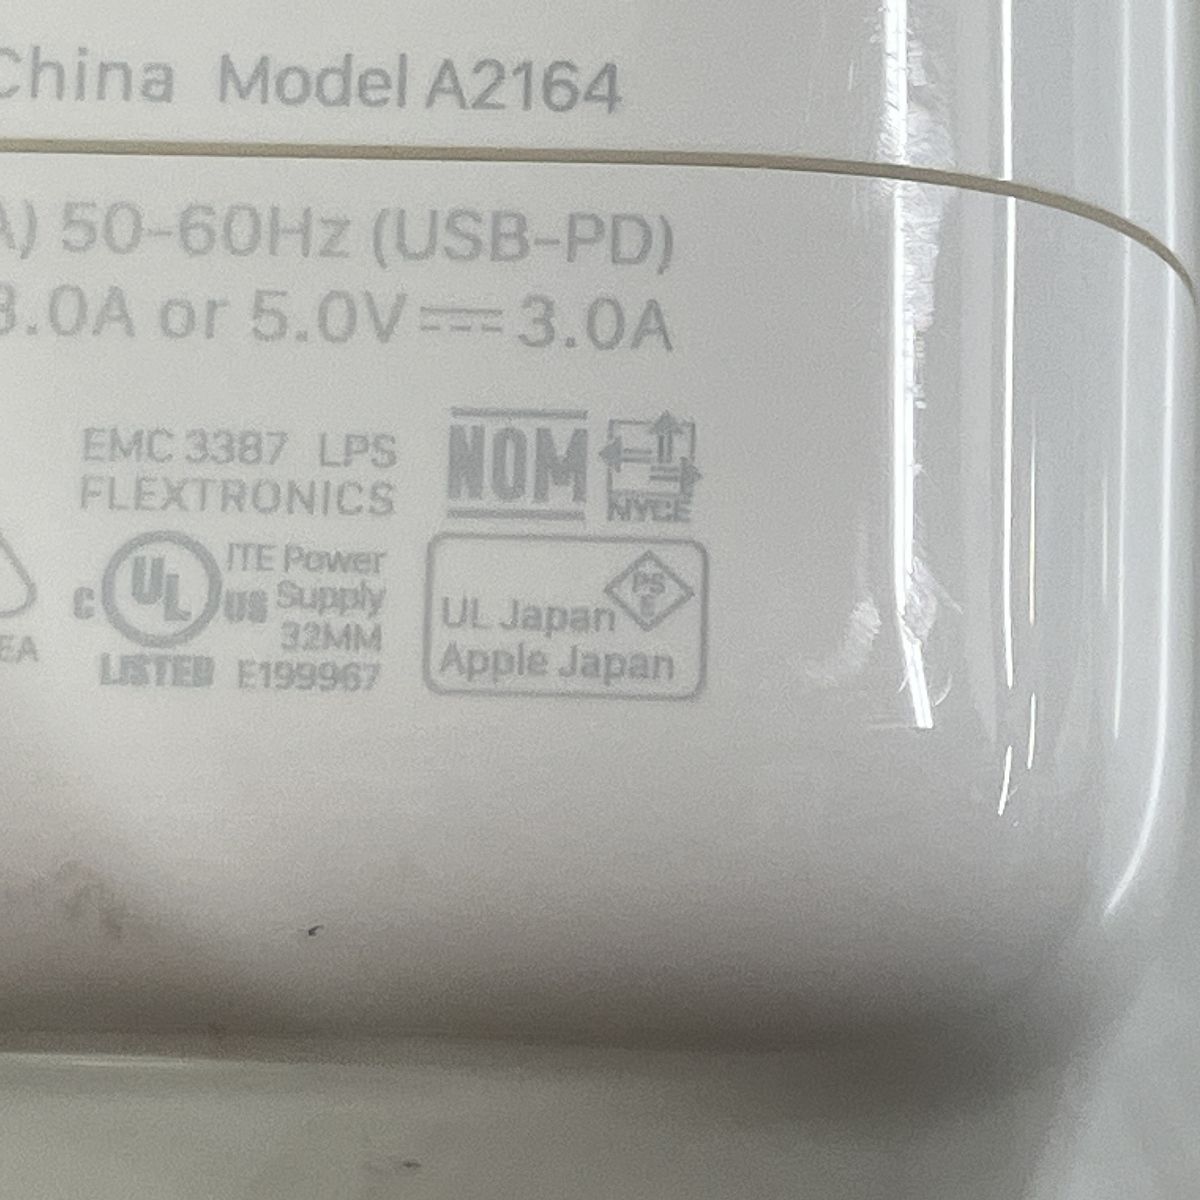 China Model A2164
A) 50-60Hz (USB-PD)
3.0A or 5.0V⎓3.0A
EMC 3387 LPS
FLEXTRONICS
NOM
NYCE
C UL US
LISTED
ITE Power
Supply
32MM
E199967
PS
E
UL Japan
Apple Japan
EA